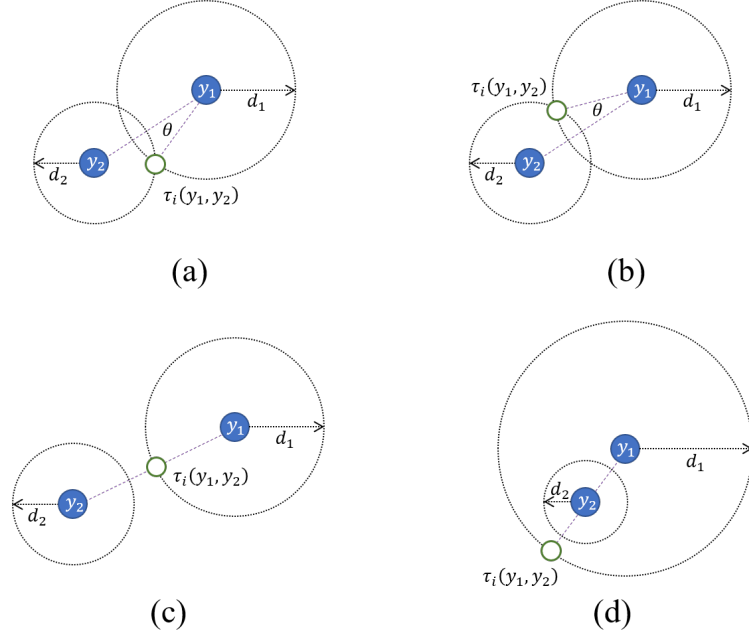 y₁
d₁
θ
y₂
d₂
τᵢ(y₁, y₂)
(a)
τᵢ(y₁, y₂)
y₁
d₁
θ
y₂
d₂
(b)
y₁
d₁
τᵢ(y₁, y₂)
y₂
d₂
(c)
y₁
d₁
d₂
y₂
τᵢ(y₁, y₂)
(d)